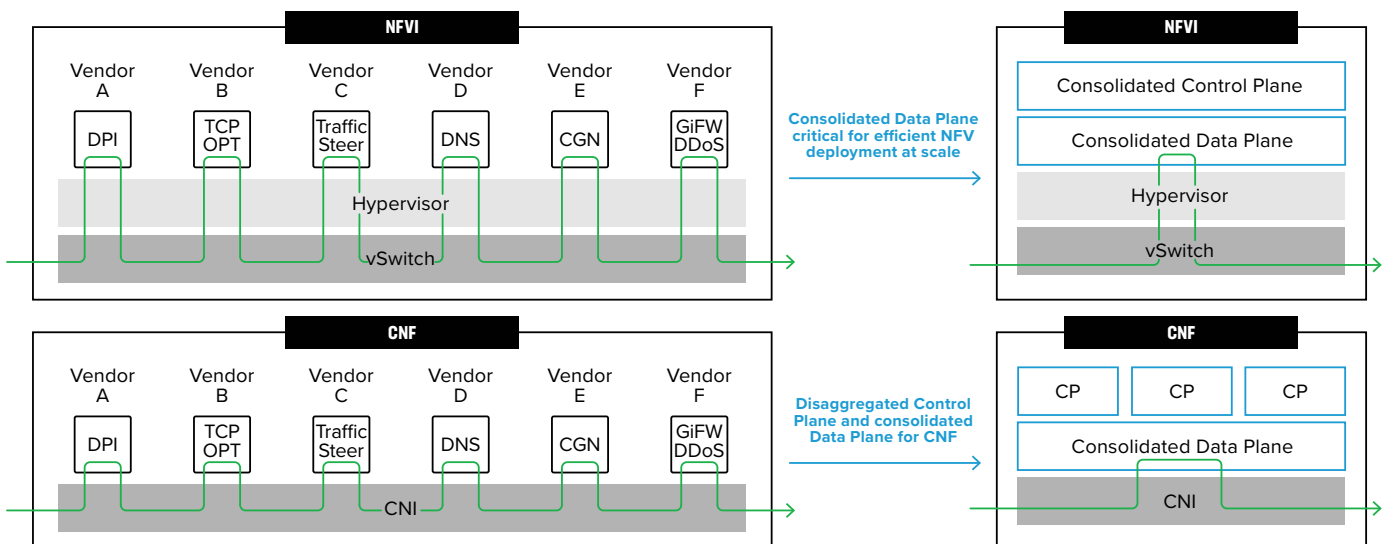 NFVI
Vendor
A
Vendor
B
Vendor
C
Vendor
D
Vendor
E
Vendor
F
DPI
TCP
OPT
Traffic
Steer
DNS
CGN
GiFW
DDoS
Hypervisor
vSwitch
Consolidated Data Plane
critical for efficient NFV
deployment at scale
NFVI
Consolidated Control Plane
Consolidated Data Plane
Hypervisor
vSwitch
CNF
Vendor
A
Vendor
B
Vendor
C
Vendor
D
Vendor
E
Vendor
F
DPI
TCP
OPT
Traffic
Steer
DNS
CGN
GiFW
DDoS
CNI
Disaggregated Control
Plane and consolidated
Data Plane for CNF
CNF
CP
CP
CP
Consolidated Data Plane
CNI